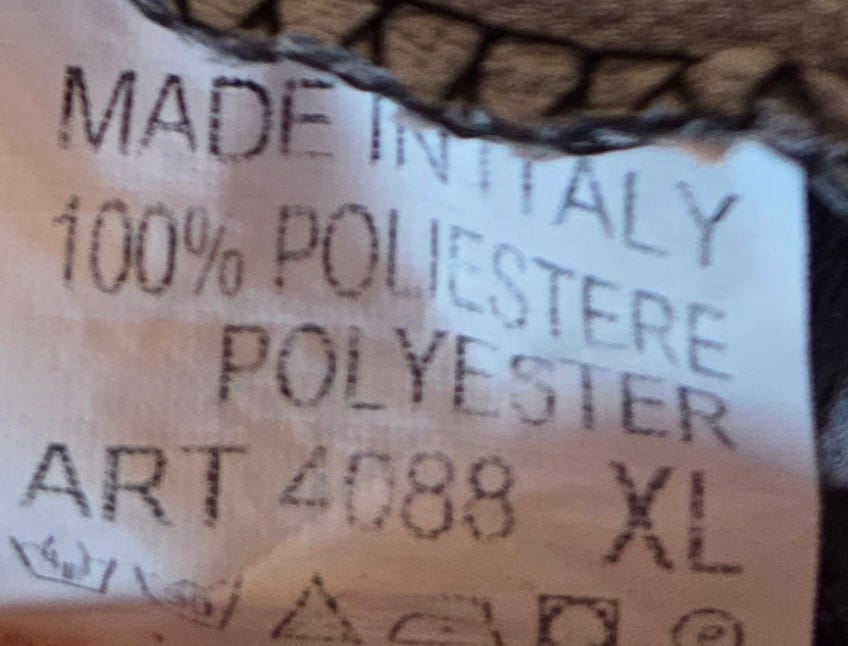 MADE IN ITALY
100% POLIESTERE
POLYESTER
ART 4088 XL